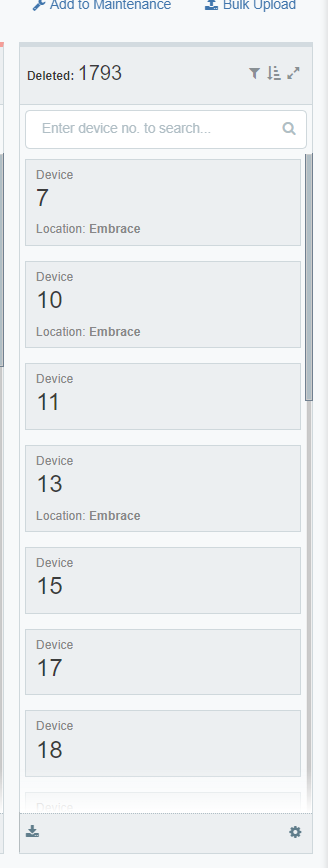 Add to Maintenance Bulk Upload
Deleted: 1793
Enter device no. to search...
Device
7
Location: Embrace
Device
10
Location: Embrace
Device
11
Device
13
Location: Embrace
Device
15
Device
17
Device
18
Device